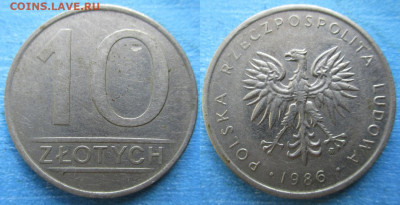 COINS.LAVE.RU
10
ZŁOTYCH
POLSKA RZECZPOSPOLITA LUDOWA
1986